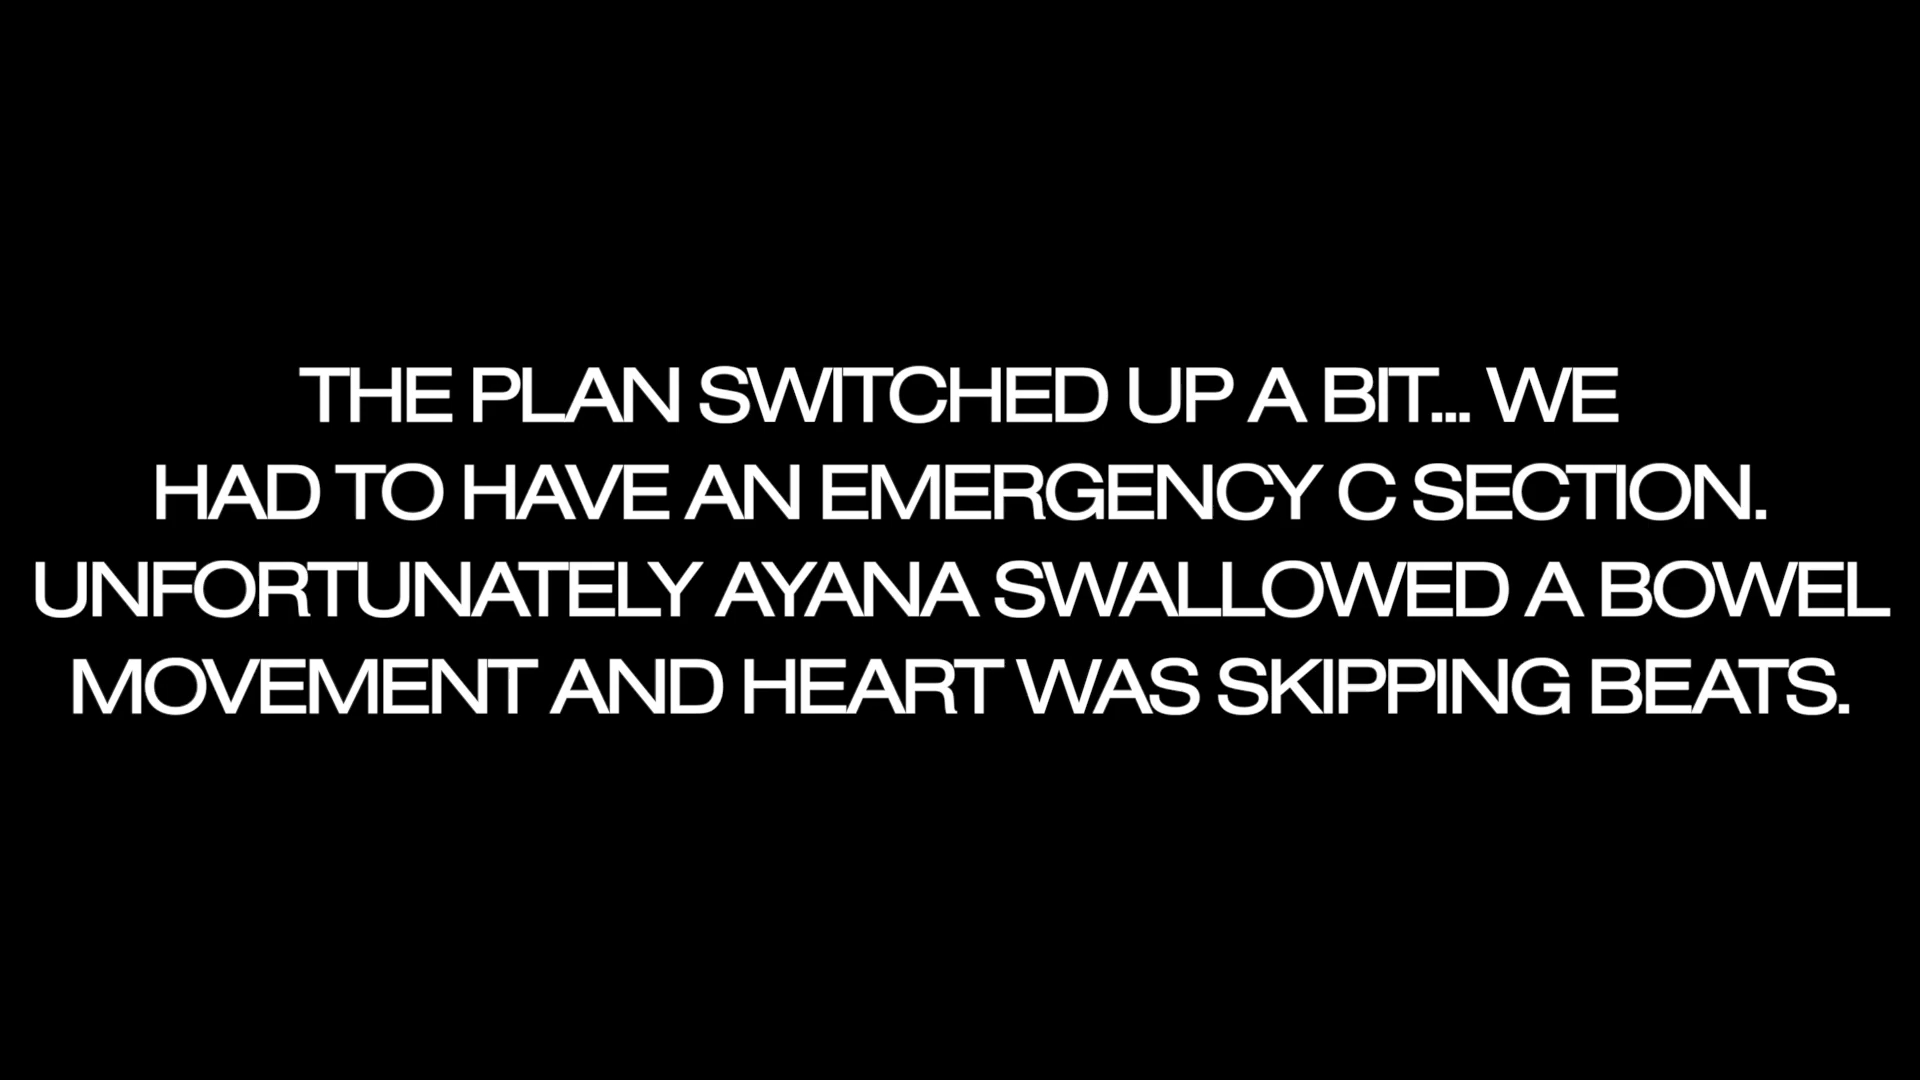 THE PLAN SWITCHED UP A BIT... WE
HAD TO HAVE AN EMERGENCY C SECTION.
UNFORTUNATELY AYANA SWALLOWED A BOWEL
MOVEMENT AND HEART WAS SKIPPING BEATS.